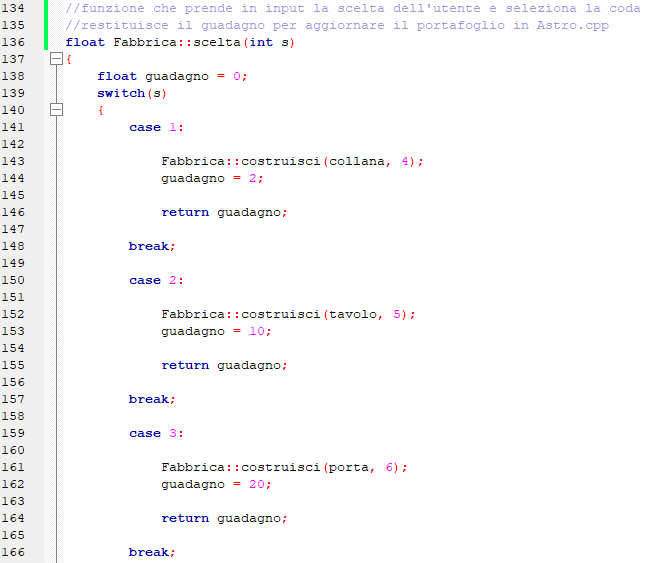 134 //funzione che prende in input la scelta dell'utente e seleziona la coda
135 //restituisce il guadagno per aggiornare il portafoglio in Astro.cpp
136 float Fabbrica::scelta(int s)
137 {
138 float guadagno = 0;
139 switch(s)
140 {
141 case 1:
142
143 Fabbrica::costruisci(collana, 4);
144 guadagno = 2;
145
146 return guadagno;
147
148 break;
149
150 case 2:
151
152 Fabbrica::costruisci(tavolo, 5);
153 guadagno = 10;
154
155 return guadagno;
156
157 break;
158
159 case 3:
160
161 Fabbrica::costruisci(porta, 6);
162 guadagno = 20;
163
164 return guadagno;
165
166 break;